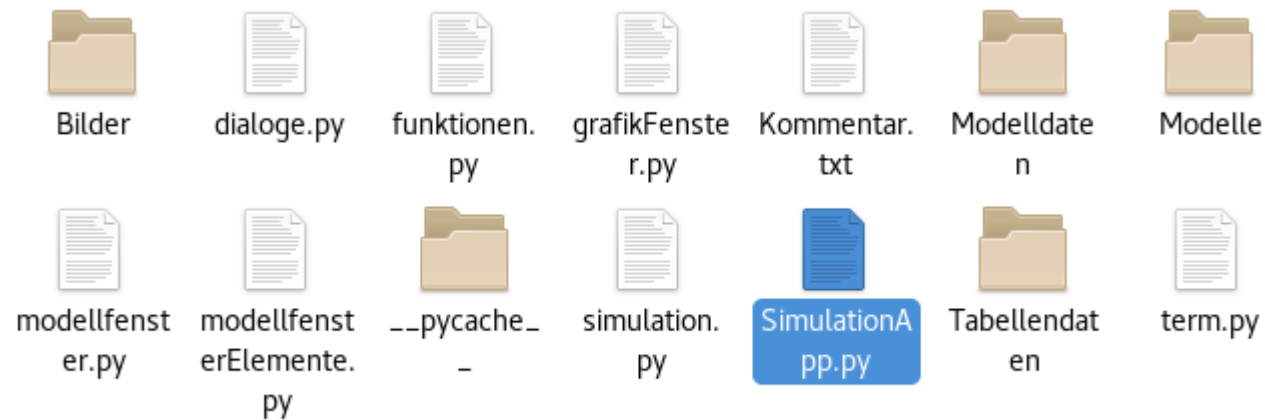 Bilder dialoge.py funktionen. grafikFenste Kommentar. Modelldate Modelle
py r.py txt n
modellfenst modellfenst __pycache_ simulation. SimulationA Tabellendat term.py
er.py erElemente. _ py pp.py en
py